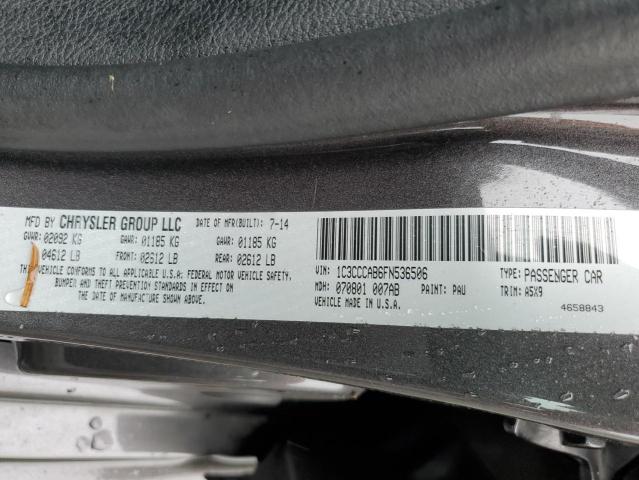 MFD BY CHRYSLER GROUP LLC DATE OF MFR(BUILT): 7-14
GVWR: 02092 KG GAWR: 01185 KG GAWR: 01185 KG
04612 LB FRONT: 02612 LB REAR: 02612 LB
THIS VEHICLE CONFORMS TO ALL APPLICABLE U.S.A. FEDERAL MOTOR VEHICLE SAFETY,
BUMPER AND THEFT PREVENTION STANDARDS IN EFFECT ON
THE DATE OF MANUFACTURE SHOWN ABOVE.
VIN: 1C3CCCAB6FN536506 TYPE: PASSENGER CAR
MDH: 070801 007AB PAINT: PAU TRIM: A5X9
VEHICLE MADE IN U.S.A. 4658843